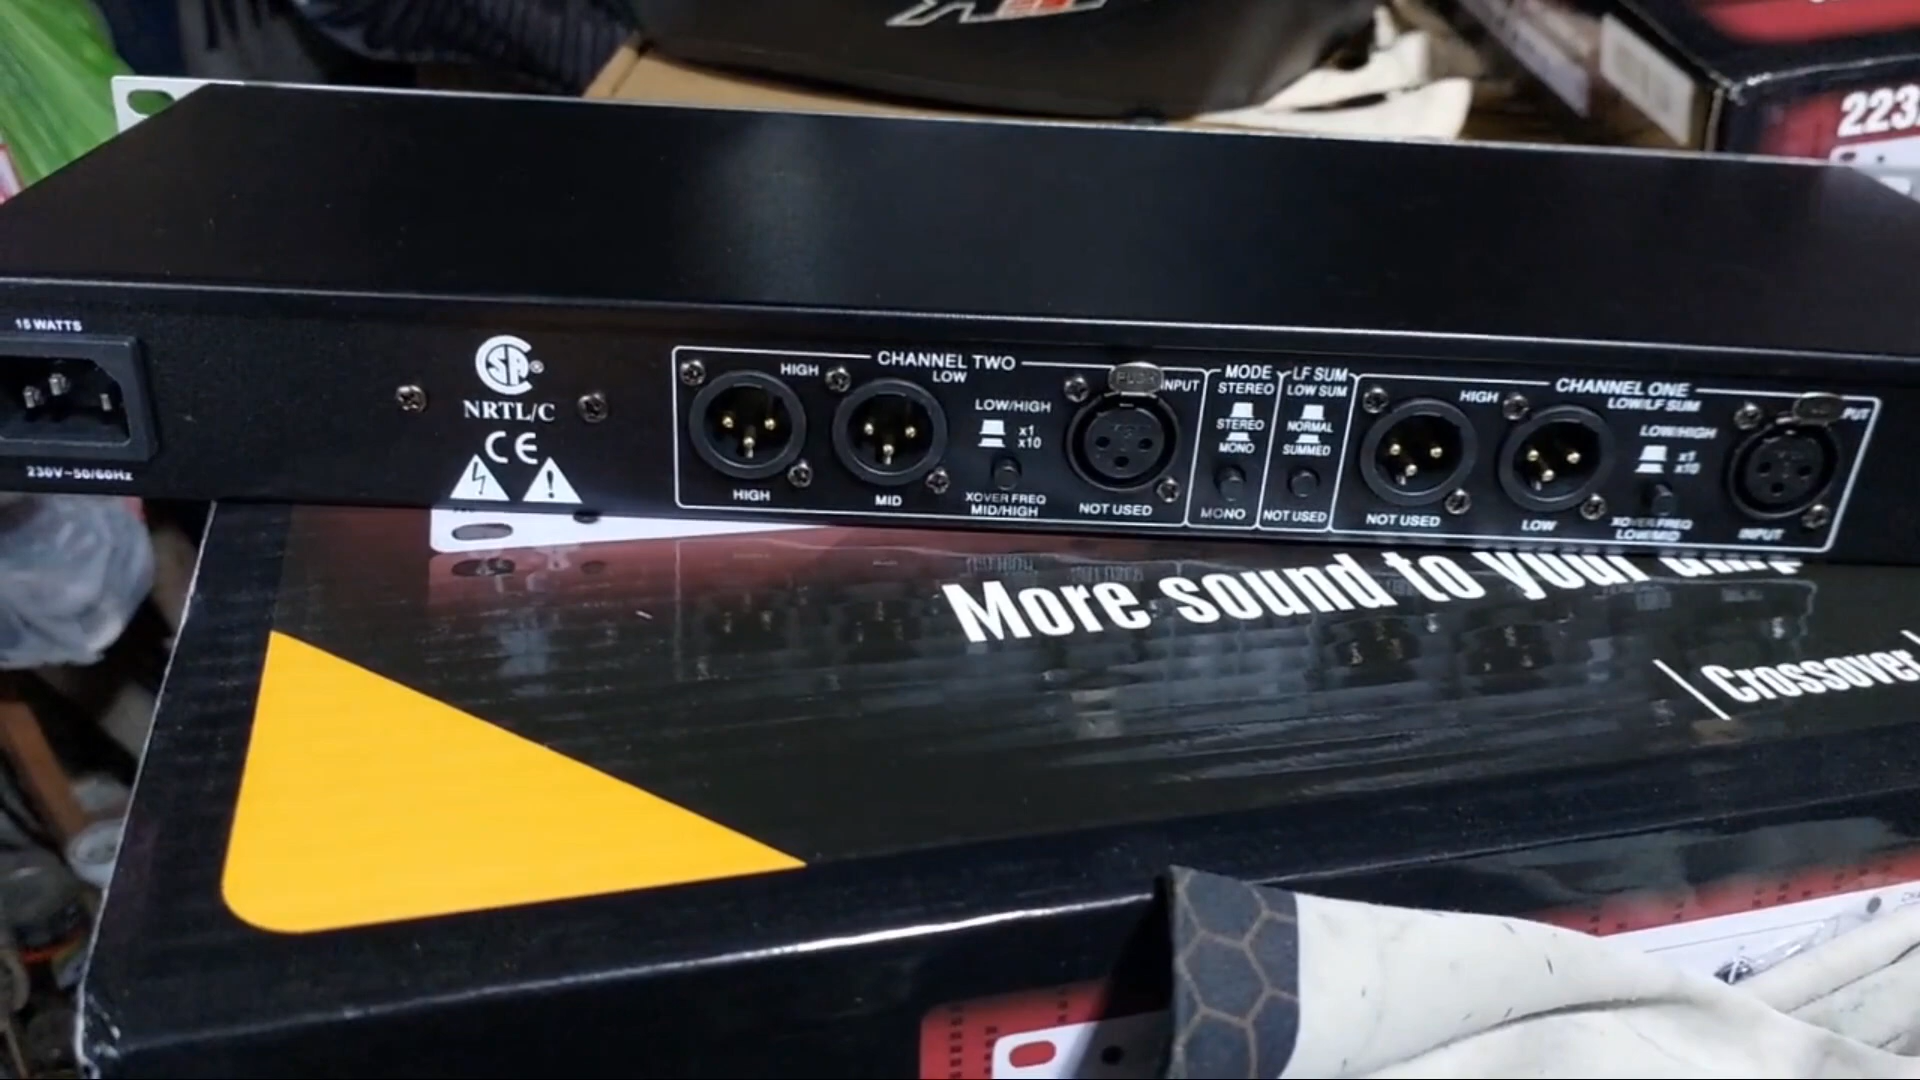 223
15 WATTS
230V~50/60Hz
SA®
NRTL/C
CE
CHANNEL TWO
HIGH
LOW
LOW/HIGH
x1
x10
PUSH
INPUT
HIGH
MID
XOVER FREQ
MID/HIGH
NOT USED
MODE
STEREO
STEREO
MONO
MONO
LF SUM
LOW SUM
NORMAL
SUMMED
NOT USED
CHANNEL ONE
HIGH
LOW/LF SUM
LOW/HIGH
x1
x10
PUT
NOT USED
LOW
XOVER FREQ
LOW/MID
INPUT
More sound to your
Crossover